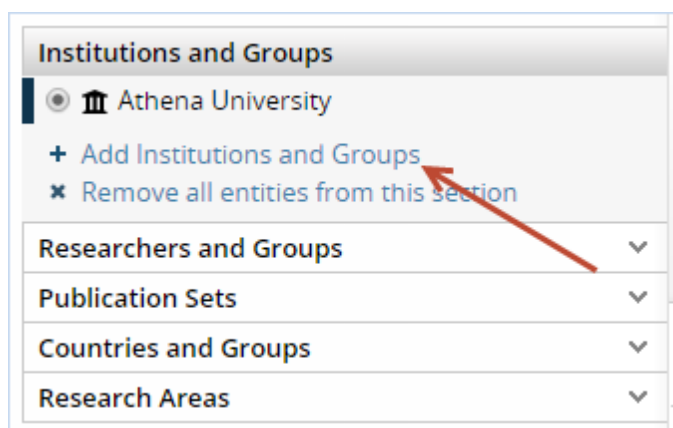 Institutions and Groups
Athena University
+ Add Institutions and Groups
× Remove all entities from this section
Researchers and Groups
Publication Sets
Countries and Groups
Research Areas